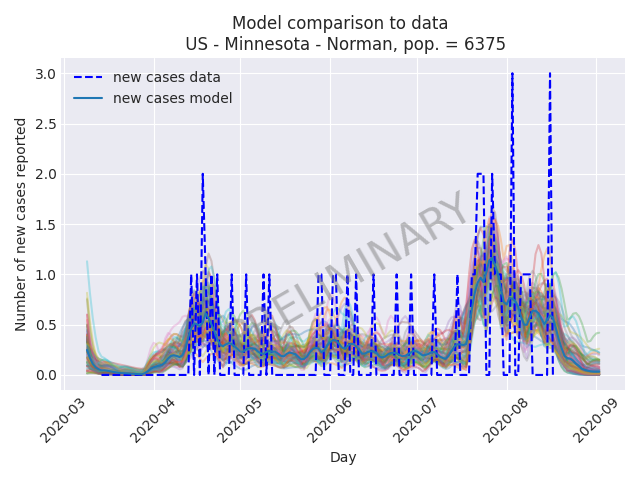 Model comparison to data
US - Minnesota - Norman, pop. = 6375
new cases data
new cases model
PRELIMINARY
Number of new cases reported
3.0
2.5
2.0
1.5
1.0
0.5
0.0
2020-03
2020-04
2020-05
2020-06
2020-07
2020-08
2020-09
Day